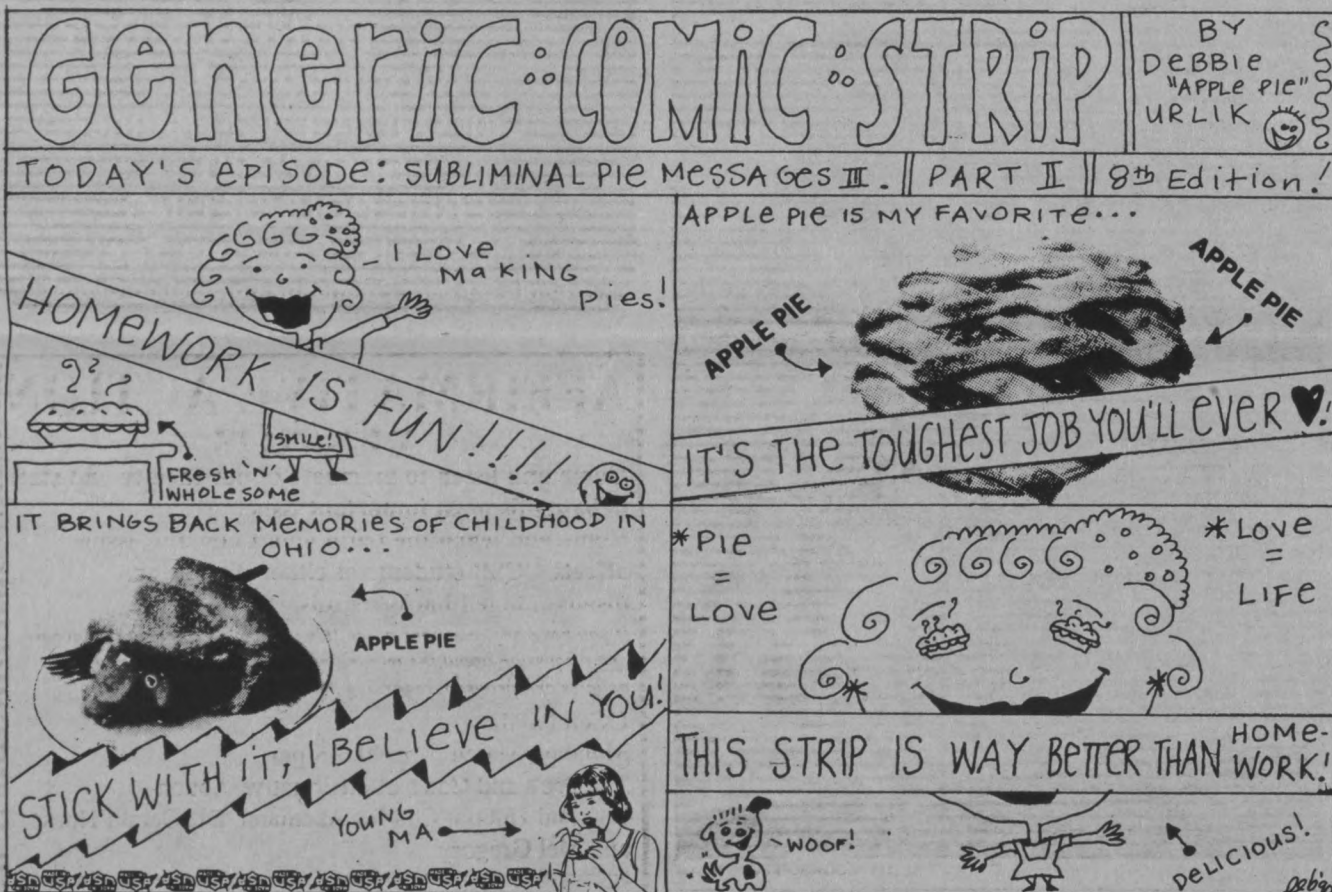 GENERIC COMIC STRIP
BY
DEBBIE
"APPLE PIE"
URLIK
TODAY'S EPISODE: SUBLIMINAL PIE MESSAGES III. PART II 8th Edition!
I LOVE
MAKING
PIES!
HOMEWORK IS FUN!!!!!
SMILE!
FRESH 'N'
WHOLESOME
APPLE PIE IS MY FAVORITE...
APPLE PIE
APPLE PIE
IT'S THE TOUGHEST JOB YOU'LL EVER ♥!
IT BRINGS BACK MEMORIES OF CHILDHOOD IN
OHIO...
APPLE PIE
STICK WITH IT, I BELIEVE IN YOU!
YOUNG
MA
*PIE
=
LOVE
*LOVE
=
LIFE
THIS STRIP IS WAY BETTER THAN HOME-
WORK!
WOOF!
DELICIOUS!